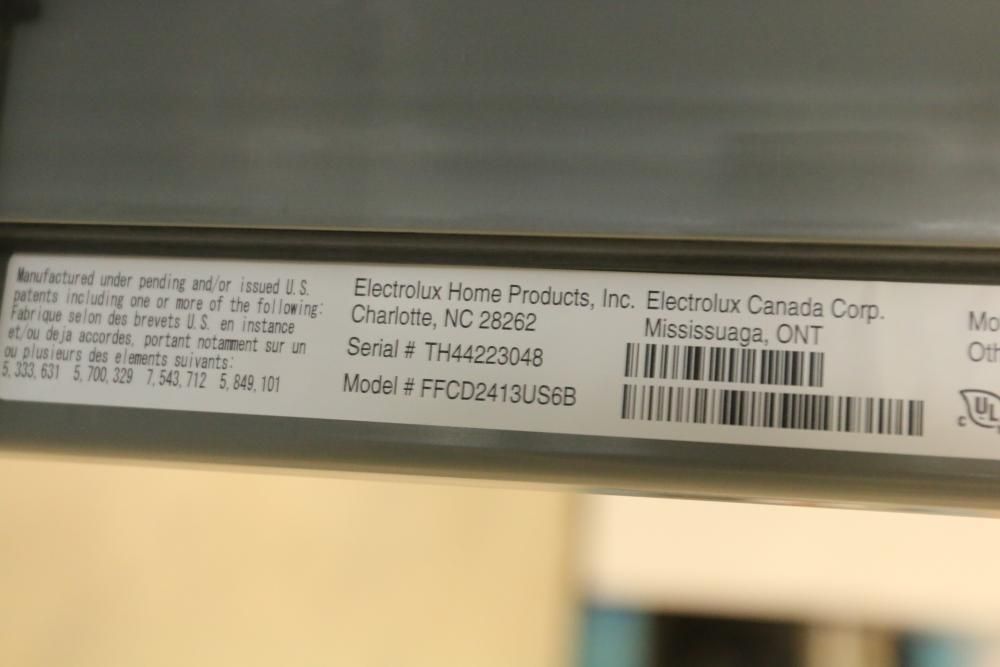 Manufactured under pending and/or issued U.S.
patents including one or more of the following:
Fabrique selon des brevets U.S. en instance
et/ou deja accordes, portant notamment sur un
ou plusieurs des elements suivants:
5,333,631 5,700,329 7,543,712 5,849,101
Electrolux Home Products, Inc.
Charlotte, NC 28262
Serial # TH44223048
Model # FFCD2413US6B
Electrolux Canada Corp.
Mississuaga, ONT
Mo
Oth
c UL